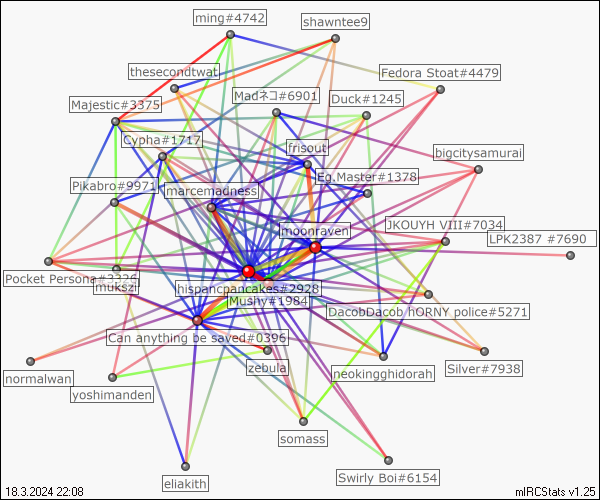 ming#4742
shawntee9
thesecondtwat
Fedora Stoat#4479
Madネコ#6901
Duck#1245
Majestic#3375
Cypha#1717
frisout
bigcitysamurai
Eg.Master#1378
Pikabro#9971
marcemadness
JKOUYH VIII#7034
moonraven
LPK2387 #7690
Pocket Persona#3326
mukszi
hispancpancakes#2928
Mushy#1984
DacobDacob hORNY police#5271
Can anything be saved#0396
zebula
neokingghidorah
Silver#7938
normalwan
yoshimanden
somass
Swirly Boi#6154
eliakith
18.3.2024 22:08
mIRCStats v1.25